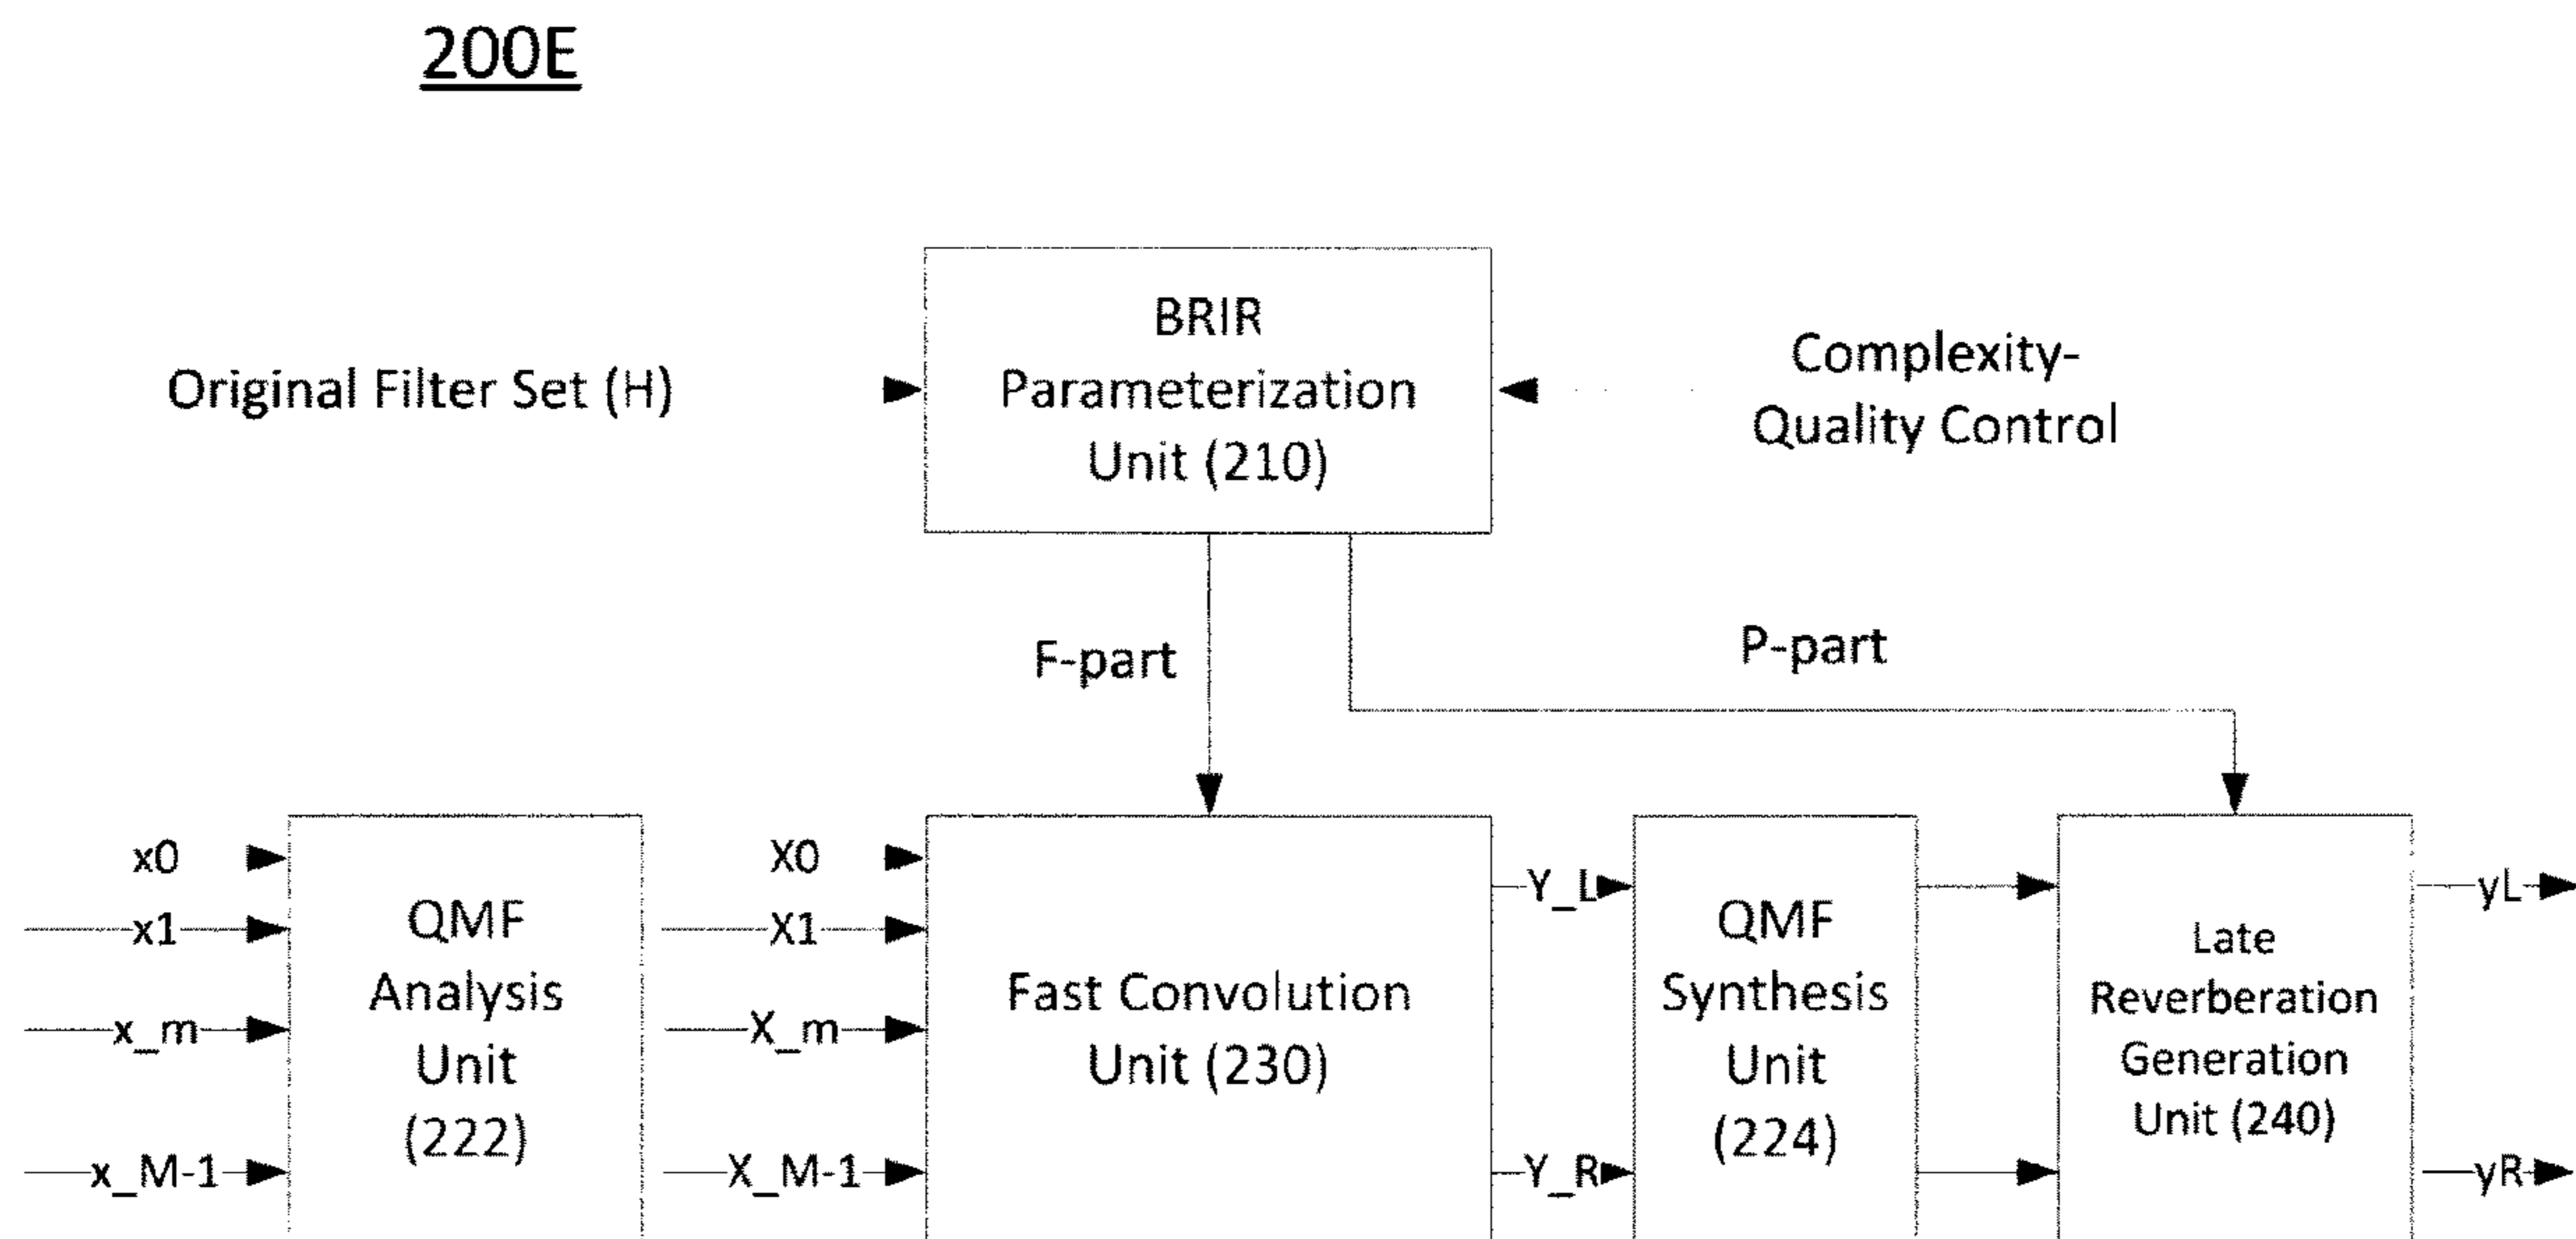 200E
BRIR
Parameterization
Unit (210)
Original Filter Set (H)
Complexity-
Quality Control
F-part
P-part
x0
x1
x_m
x_M-1
QMF
Analysis
Unit
(222)
X0
X1
X_m
X_M-1
Fast Convolution
Unit (230)
Y_L
Y_R
QMF
Synthesis
Unit
(224)
Late
Reverberation
Generation
Unit (240)
yL
yR